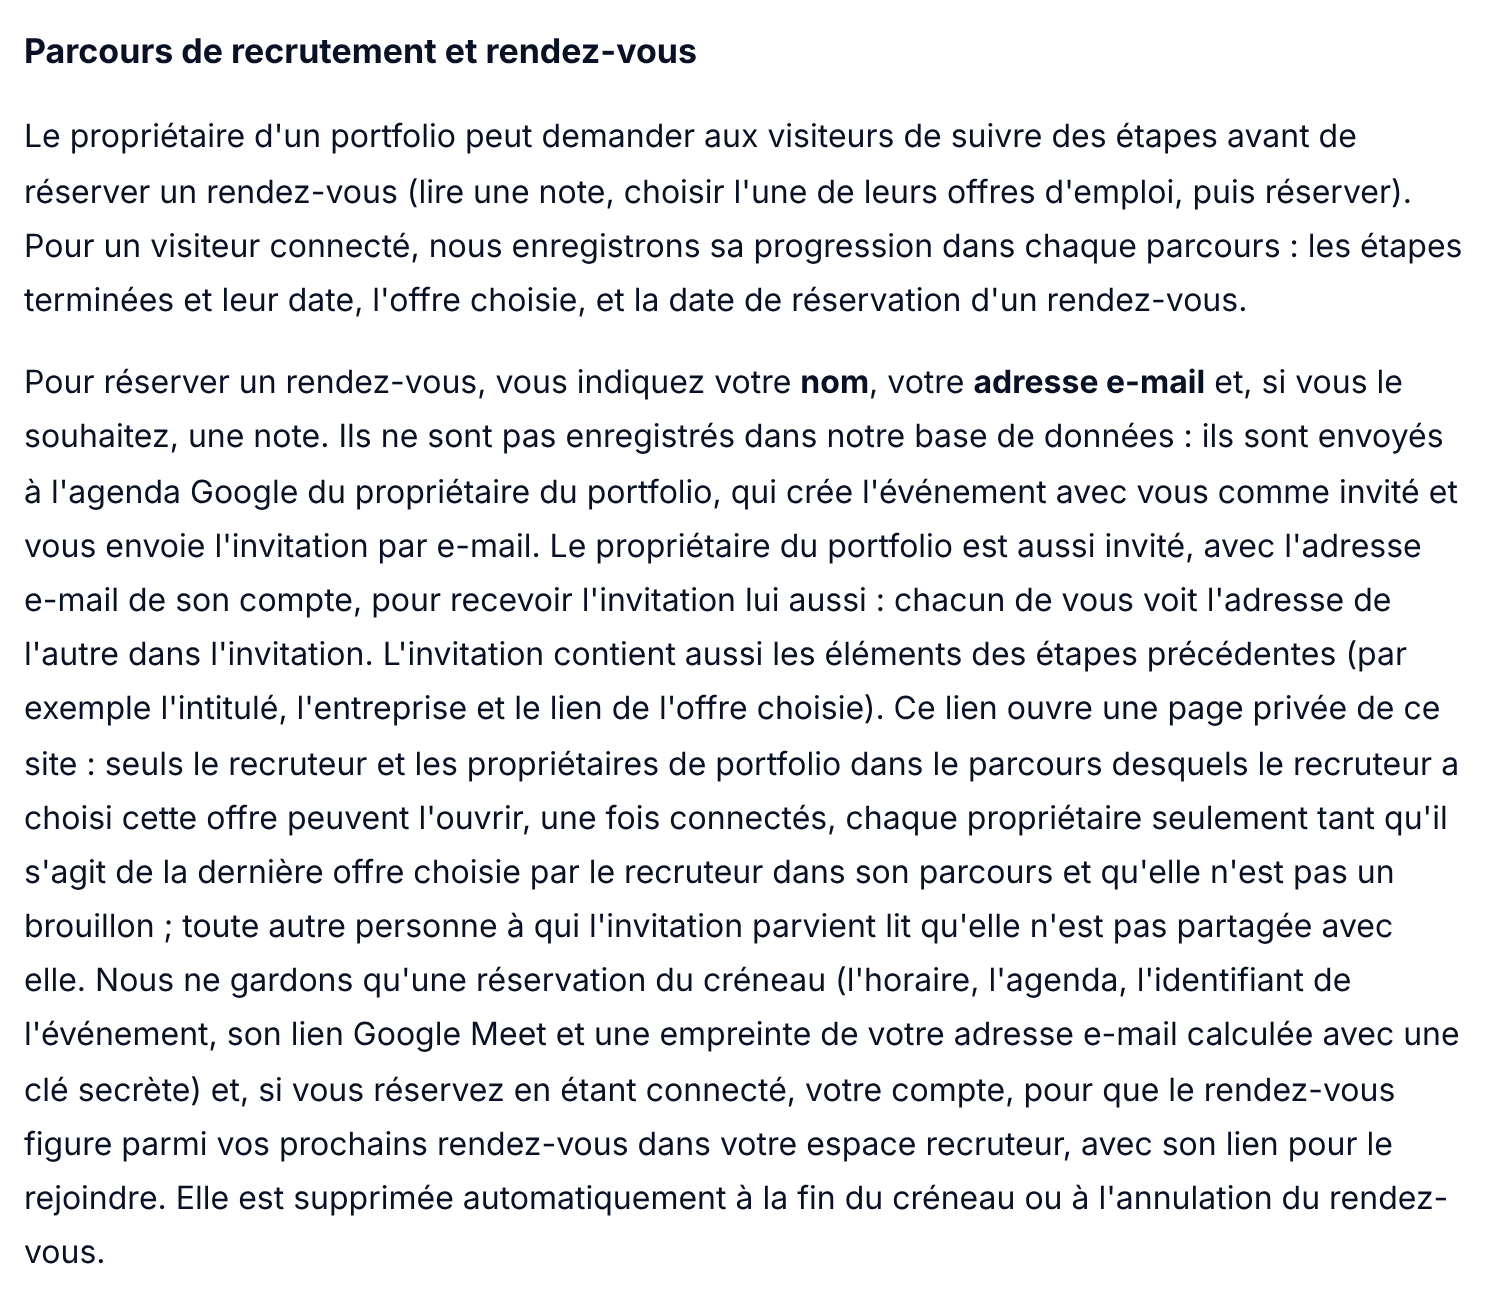 Parcours de recrutement et rendez-vous
Le propriétaire d'un portfolio peut demander aux visiteurs de suivre des étapes avant de
réserver un rendez-vous (lire une note, choisir l'une de leurs offres d'emploi, puis réserver).
Pour un visiteur connecté, nous enregistrons sa progression dans chaque parcours : les étapes
terminées et leur date, l'offre choisie, et la date de réservation d'un rendez-vous.
Pour réserver un rendez-vous, vous indiquez votre nom, votre adresse e-mail et, si vous le
souhaitez, une note. Ils ne sont pas enregistrés dans notre base de données : ils sont envoyés
à l'agenda Google du propriétaire du portfolio, qui crée l'événement avec vous comme invité et
vous envoie l'invitation par e-mail. Le propriétaire du portfolio est aussi invité, avec l'adresse
e-mail de son compte, pour recevoir l'invitation lui aussi : chacun de vous voit l'adresse de
l'autre dans l'invitation. L'invitation contient aussi les éléments des étapes précédentes (par
exemple l'intitulé, l'entreprise et le lien de l'offre choisie). Ce lien ouvre une page privée de ce
site : seuls le recruteur et les propriétaires de portfolio dans le parcours desquels le recruteur a
choisi cette offre peuvent l'ouvrir, une fois connectés, chaque propriétaire seulement tant qu'il
s'agit de la dernière offre choisie par le recruteur dans son parcours et qu'elle n'est pas un
brouillon ; toute autre personne à qui l'invitation parvient lit qu'elle n'est pas partagée avec
elle. Nous ne gardons qu'une réservation du créneau (l'horaire, l'agenda, l'identifiant de
l'événement, son lien Google Meet et une empreinte de votre adresse e-mail calculée avec une
clé secrète) et, si vous réservez en étant connecté, votre compte, pour que le rendez-vous
figure parmi vos prochains rendez-vous dans votre espace recruteur, avec son lien pour le
rejoindre. Elle est supprimée automatiquement à la fin du créneau ou à l'annulation du rendez-
vous.